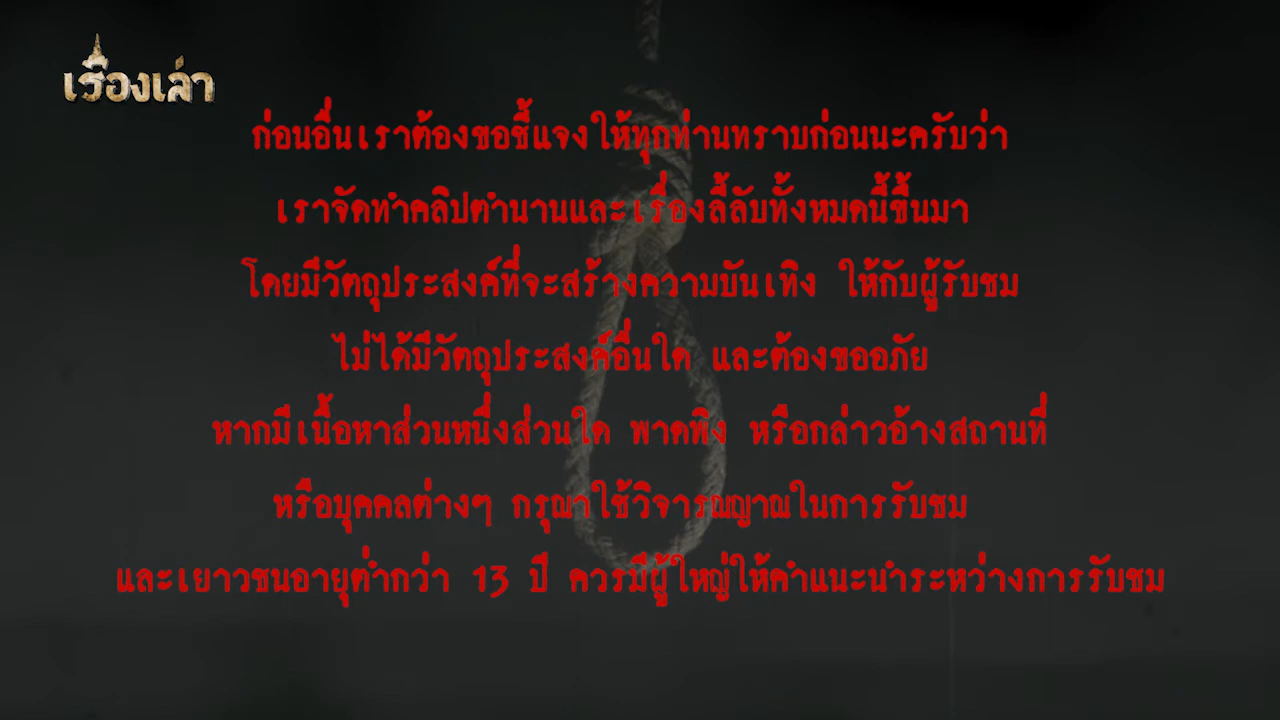 เรื่องเล่า
ก่อนอื่นเราต้องขอชี้แจงให้ทุกท่านทราบก่อนนะครับว่า
เราจัดทำคลิปตำนานและเรื่องลี้ลับทั้งหมดนี้ขึ้นมา
โดยมีวัตถุประสงค์ที่จะสร้างความบันเทิง ให้กับผู้รับชม
ไม่ได้มีวัตถุประสงค์อื่นใด และต้องขออภัย
หากมีเนื้อหาส่วนหนึ่งส่วนใด พาดพิง หรือกล่าวอ้างสถานที่
หรือบุคคลต่างๆ กรุณาใช้วิจารณญาณในการรับชม
และเยาวชนอายุต่ำกว่า 13 ปี ควรมีผู้ใหญ่ให้คำแนะนำระหว่างการรับชม